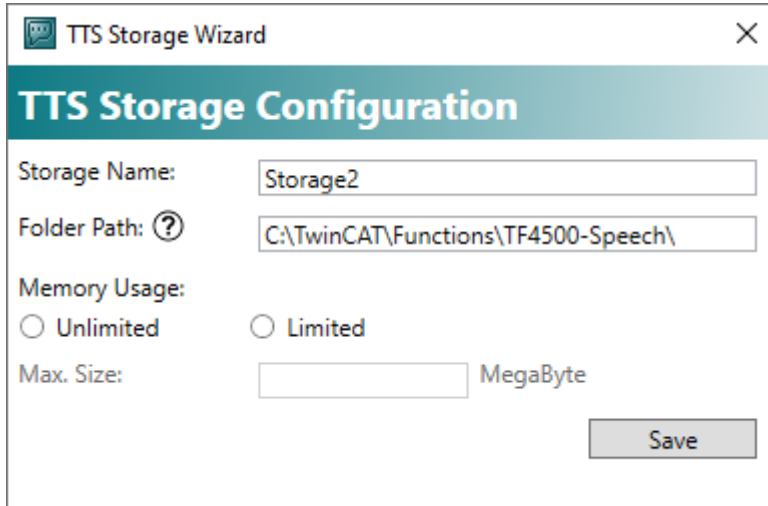 TTS Storage Wizard
TTS Storage Configuration
Storage Name: Storage2
Folder Path: ? C:\TwinCAT\Functions\TF4500-Speech\
Memory Usage:
Unlimited Limited
Max. Size: MegaByte
Save